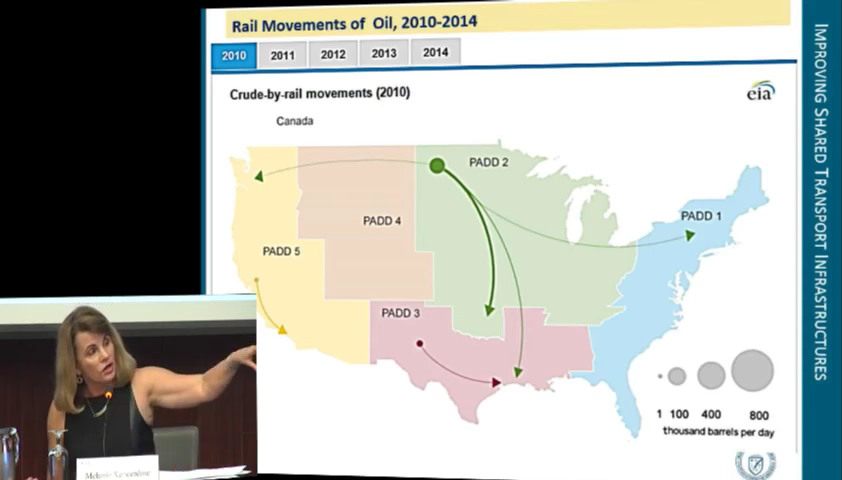 Rail Movements of Oil, 2010-2014
2010 2011 2012 2013 2014
Crude-by-rail movements (2010)
eia
Canada
PADD 2
PADD 1
PADD 4
PADD 5
PADD 3
1 100 400 800
thousand barrels per day
IMPROVING SHARED TRANSPORT INFRASTRUCTURES